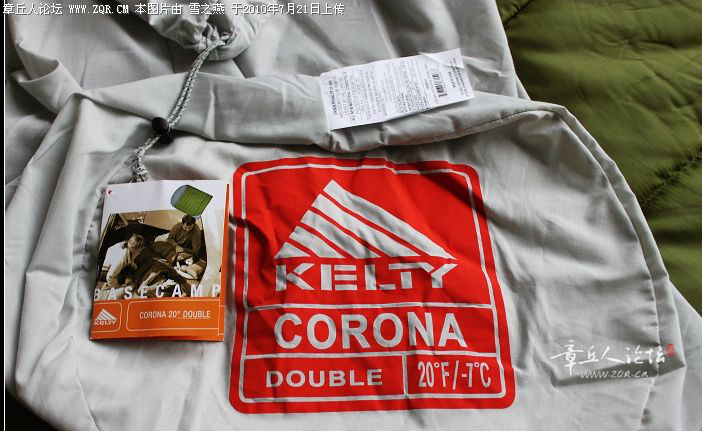 章丘人论坛 www.ZQR.CM 本图片由 雪之燕 于2010年7月21日上传
BASECAMP
KELTY
CORONA 20° DOUBLE
KELTY
CORONA
DOUBLE
20°F/-7°C
章丘人论坛
WWW.ZQR.CM